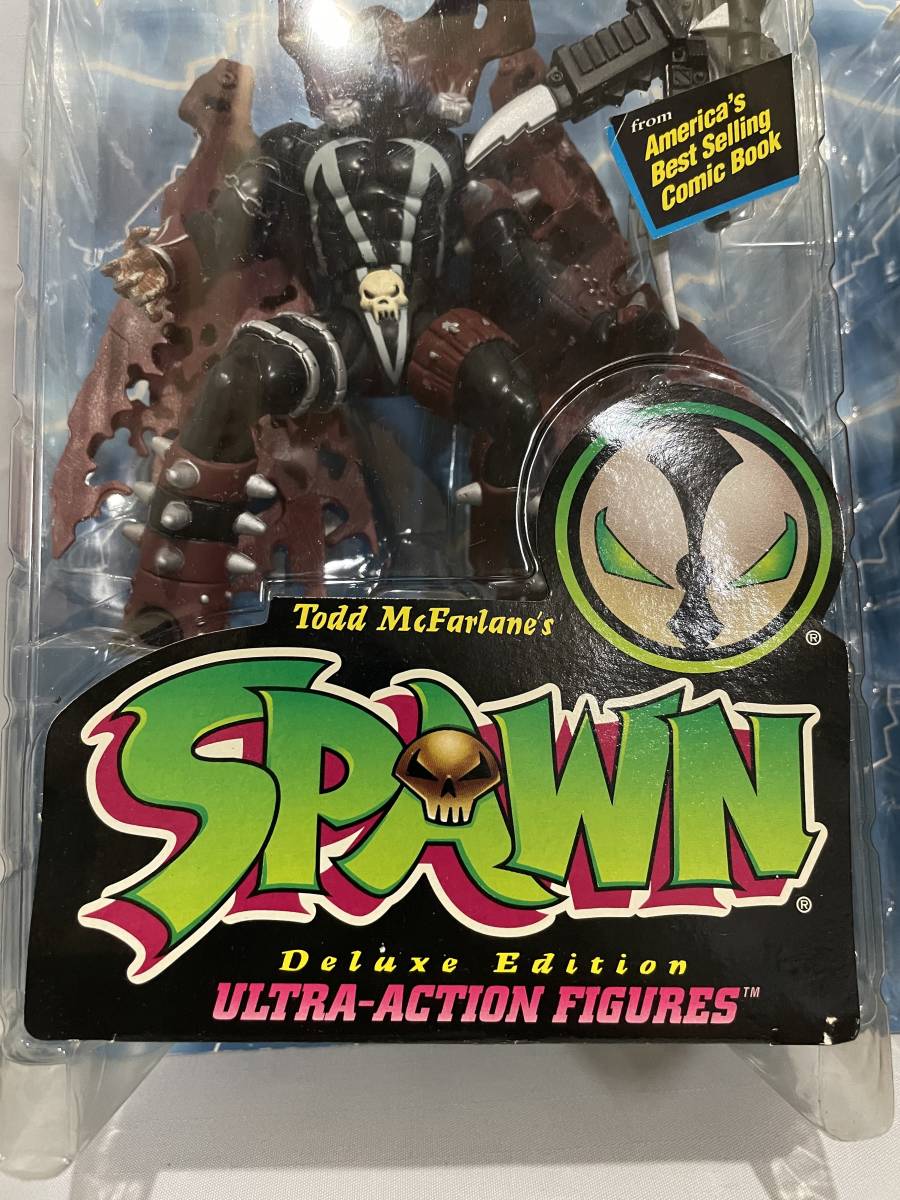 from
America's
Best Selling
Comic Book
Todd McFarlane's
®
SPAWN
®
Deluxe Edition
ULTRA-ACTION FIGURES™